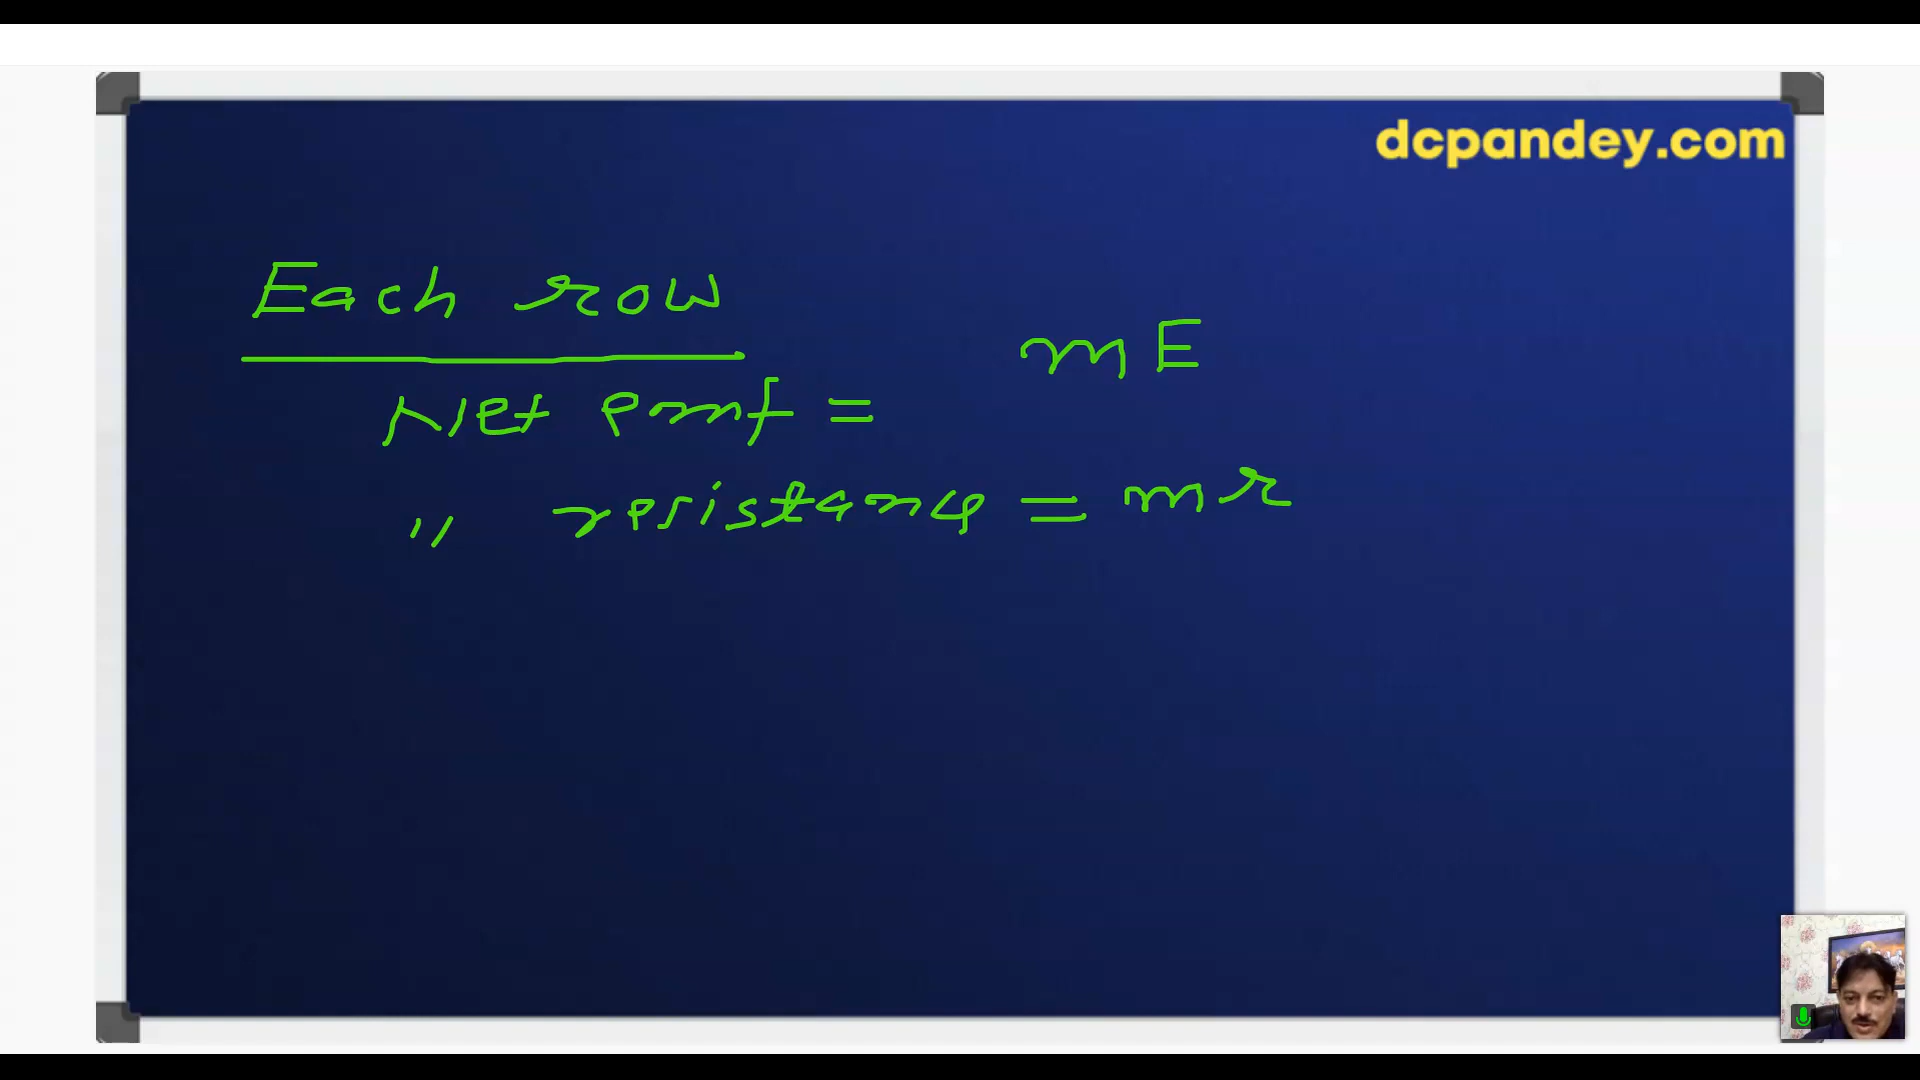 dcpandey.com
Each row
mE
Net emf =
" resistance = mr